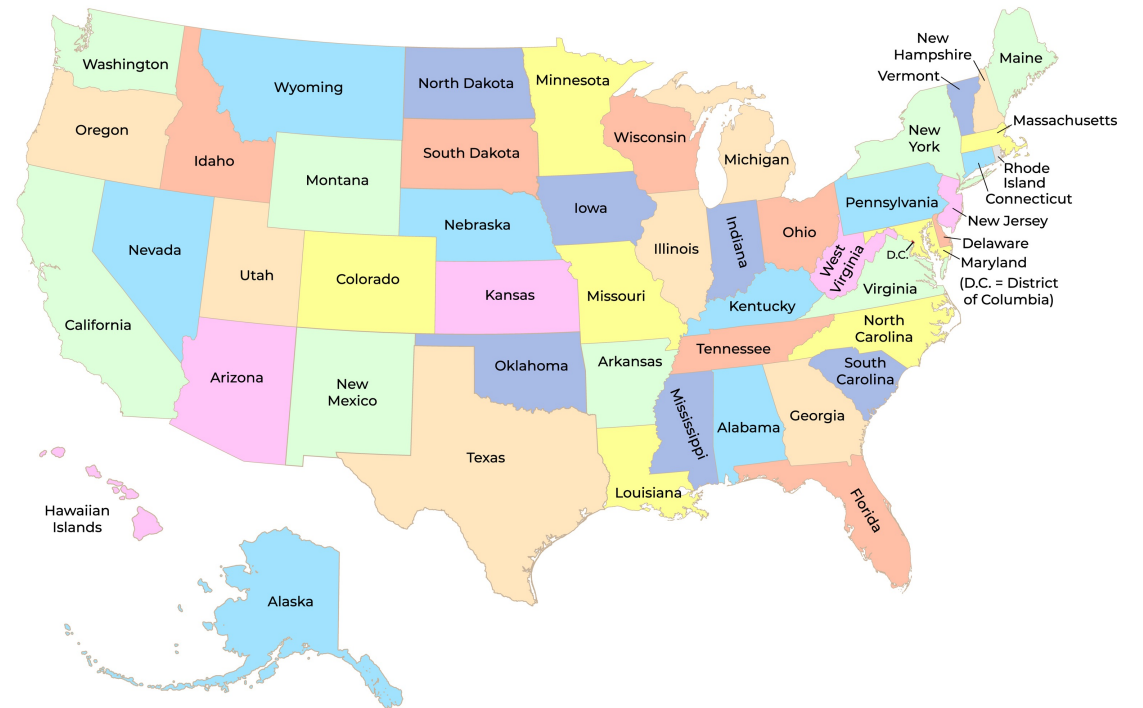 Washington
Oregon
Idaho
Wyoming
Montana
North Dakota
South Dakota
Nebraska
Minnesota
Wisconsin
Iowa
Michigan
Illinois
Indiana
Ohio
Pennsylvania
New York
New
Hampshire
Vermont
Maine
Massachusetts
Rhode
Island
Connecticut
New Jersey
Delaware
Maryland
(D.C. = District
of Columbia)
D.C.
West
Virginia
Virginia
Kentucky
North
Carolina
South
Carolina
Tennessee
Georgia
Florida
Alabama
Mississippi
Louisiana
Arkansas
Missouri
Kansas
Oklahoma
Texas
Colorado
New
Mexico
Utah
Arizona
Nevada
California
Hawaiian
Islands
Alaska